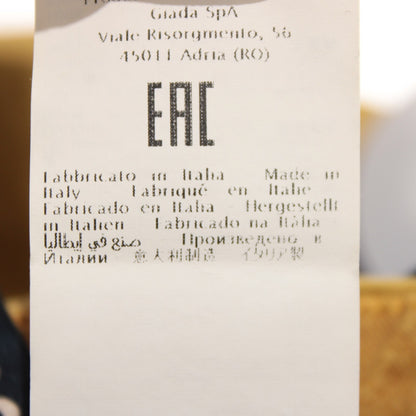 Giada SpA
Viale Risorgmento, 56
45011 Adria (RO)
EAC
Fabbricato in Italia Made in
Italy Fabriqué en Italie
Fabricado en Italia - Hergestellt
in Italien Fabricado na Itália -
صنع في إيطاليا Произведено в
Италии 意大利制造 イタリア製